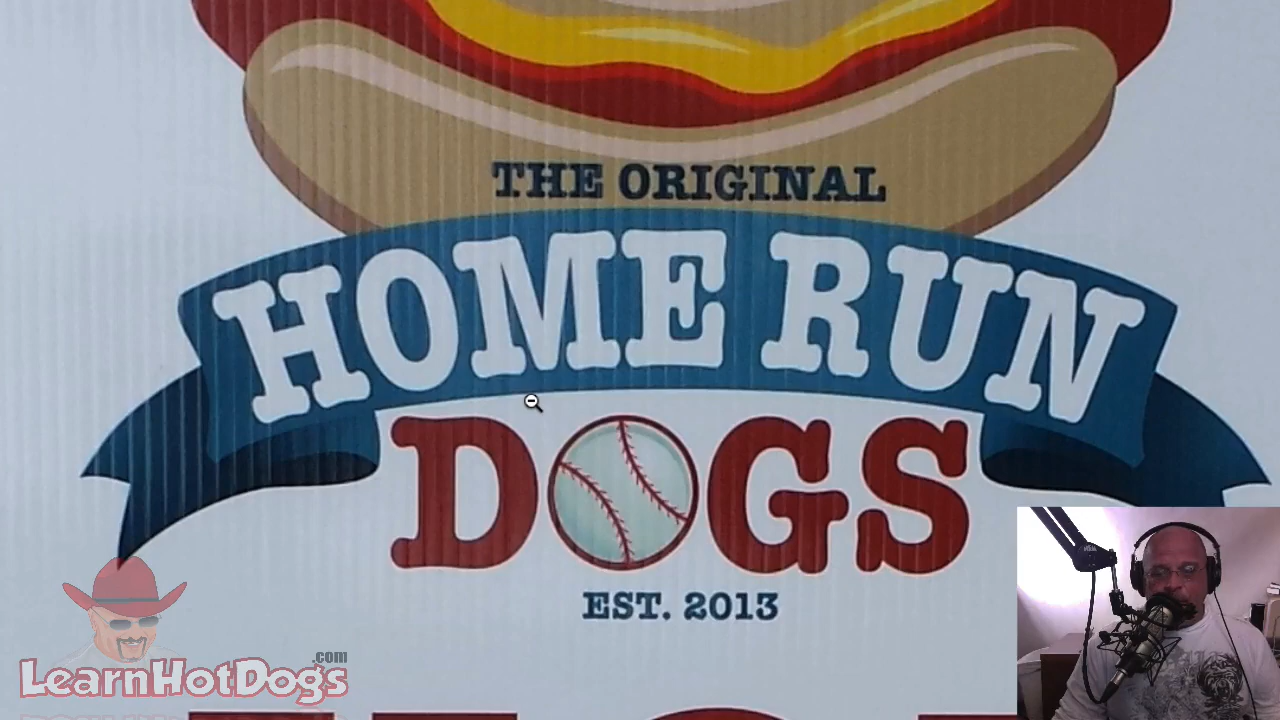 THE ORIGINAL
HOME RUN
DOGS
EST. 2013
LearnHotDogs
.com